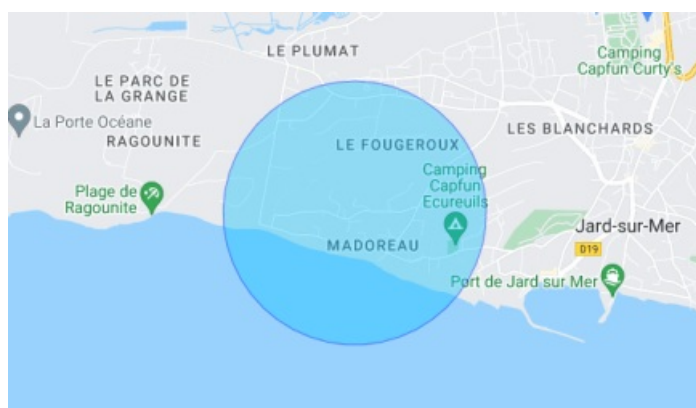 LE PLUMAT
Camping
Capfun Curty's
LE PARC DE
LA GRANGE
La Porte Océane
RAGOUNITE
LE FOUGEROUX
LES BLANCHARDS
Camping
Capfun
Ecureuils
Plage de
Ragounite
MADOREAU
Jard-sur-Mer
D19
Port de Jard sur Mer